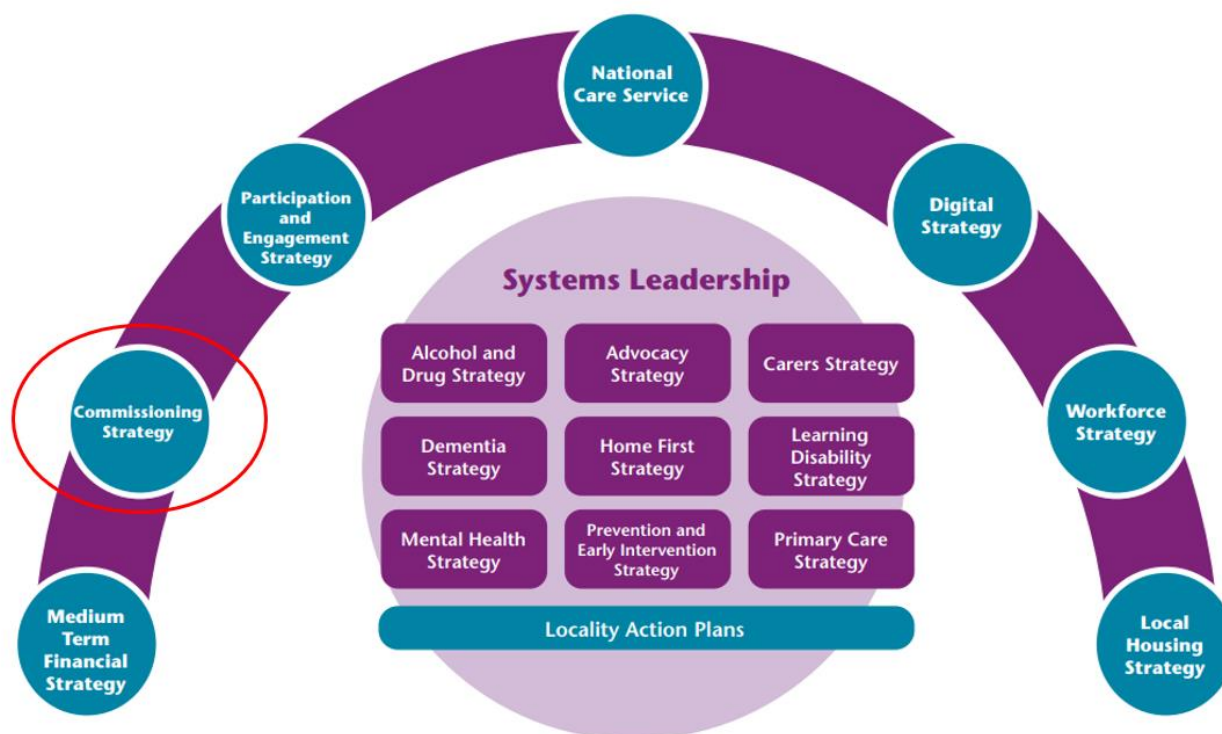 National
Care Service
Participation
and
Engagement
Strategy
Digital
Strategy
Commissioning
Strategy
Workforce
Strategy
Medium
Term
Financial
Strategy
Local
Housing
Strategy
Systems Leadership
Alcohol and
Drug Strategy
Advocacy
Strategy
Carers Strategy
Dementia
Strategy
Home First
Strategy
Learning
Disability
Strategy
Mental Health
Strategy
Prevention and
Early Intervention
Strategy
Primary Care
Strategy
Locality Action Plans